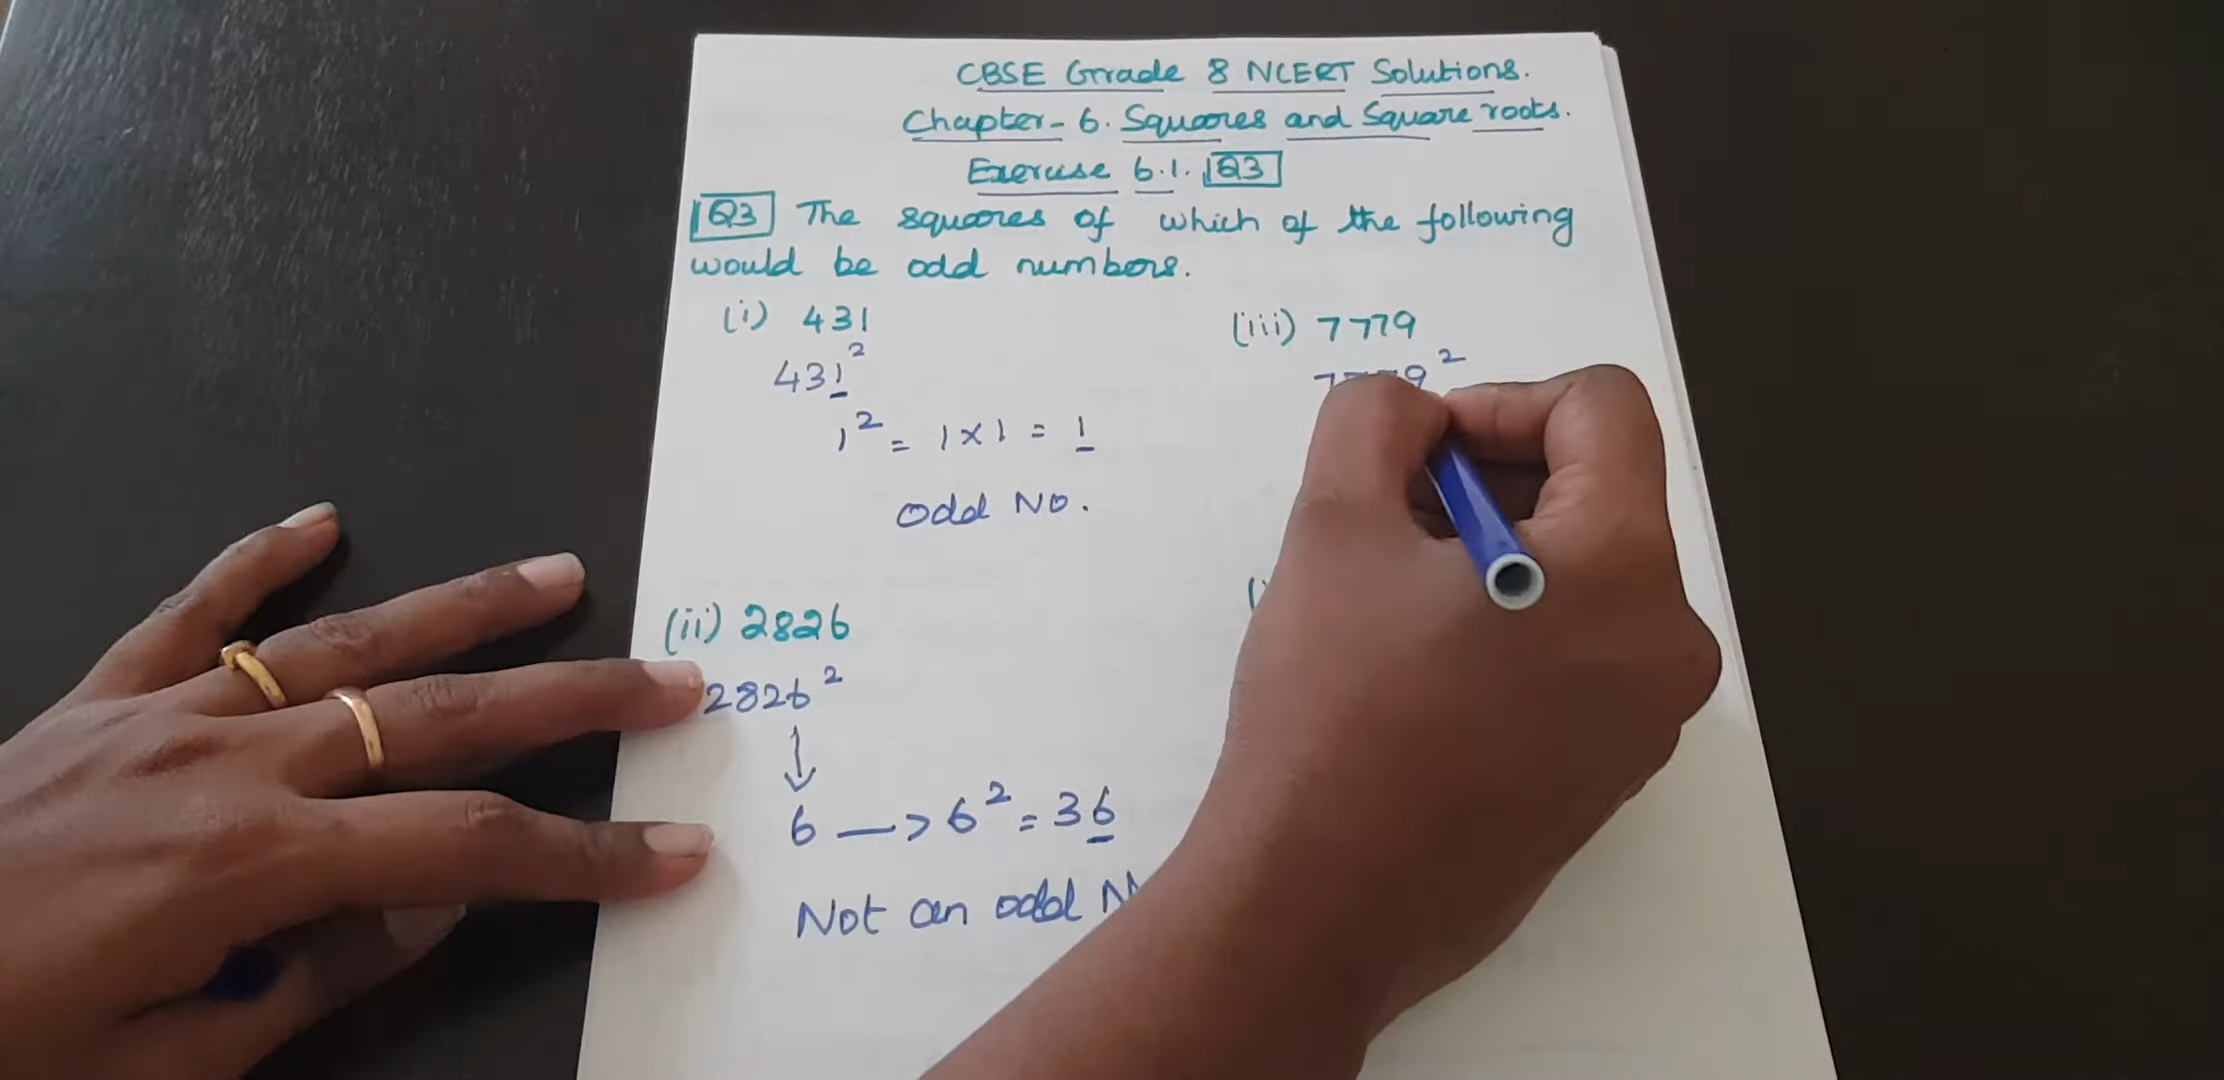 CBSE Grade 8 NCERT Solutions.
Chapter-6. Squares and Square roots.
Exercise 6.1. Q3
Q3 The squares of which of the following
would be odd numbers.
(i) 431
431²
1² = 1 x 1 = 1
Odd No.
(ii) 2826
2826²
↓
6 —> 6² = 36
Not an odd
(iii) 7779
7779²